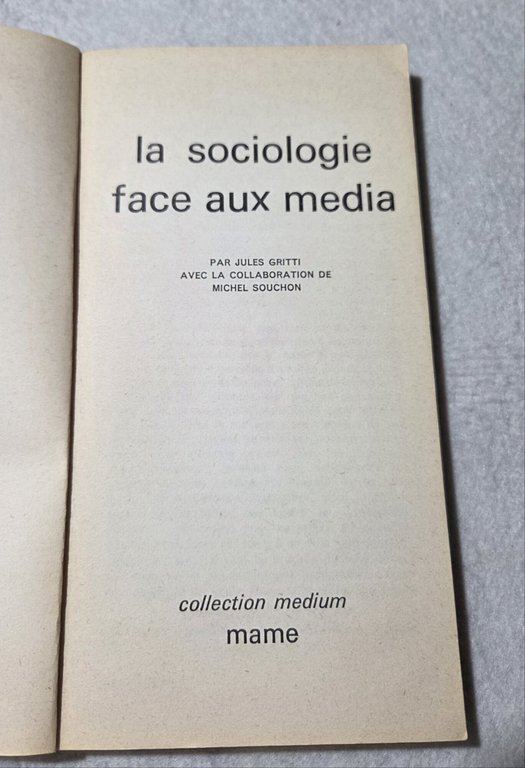 la sociologie
face aux media
PAR JULES GRITTI
AVEC LA COLLABORATION DE
MICHEL SOUCHON
collection medium
mame